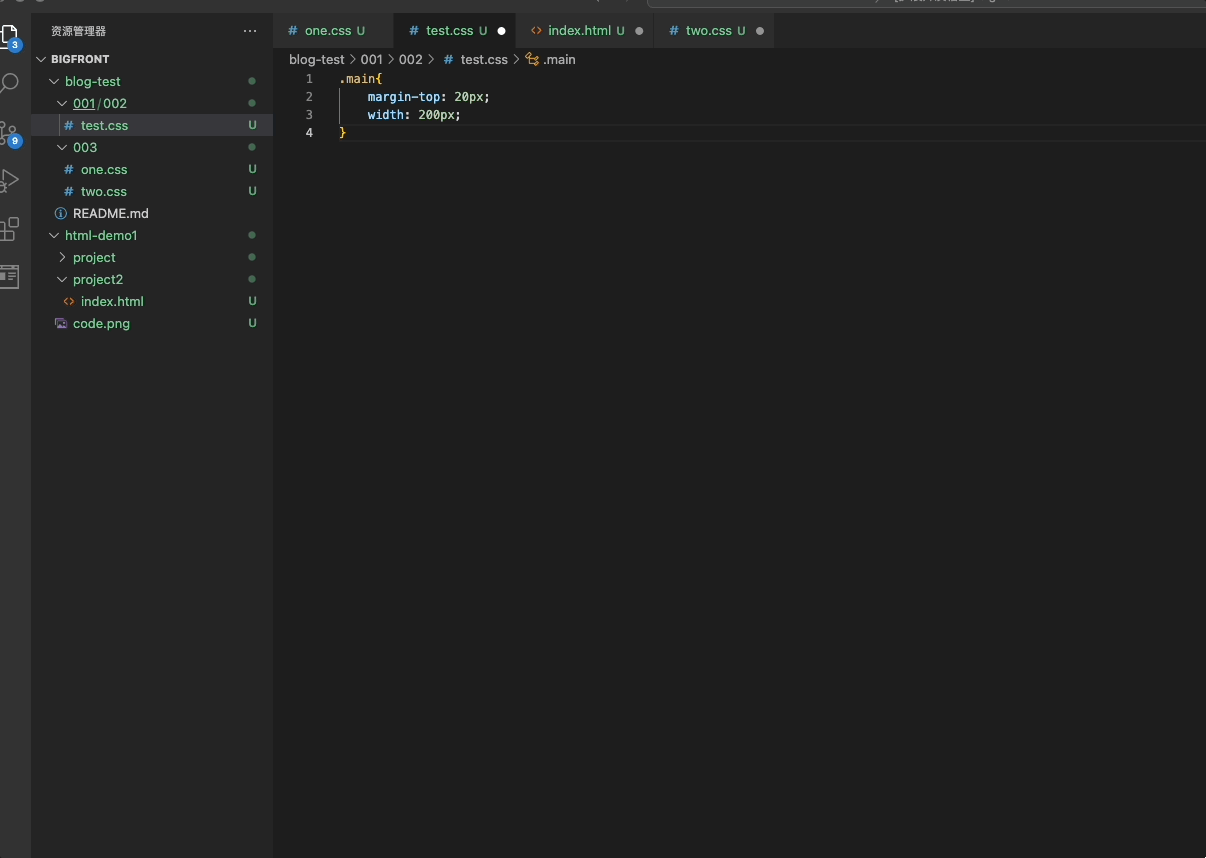 资源管理器
BIGFRONT
blog-test
001/002
# test.css U
003
# one.css U
# two.css U
README.md
html-demo1
project
project2
<> index.html U
code.png U
3
9
# one.css U
# test.css U
<> index.html U
# two.css U
blog-test > 001 > 002 > # test.css > .main
1 .main{
2     margin-top: 20px;
3     width: 200px;
4 }